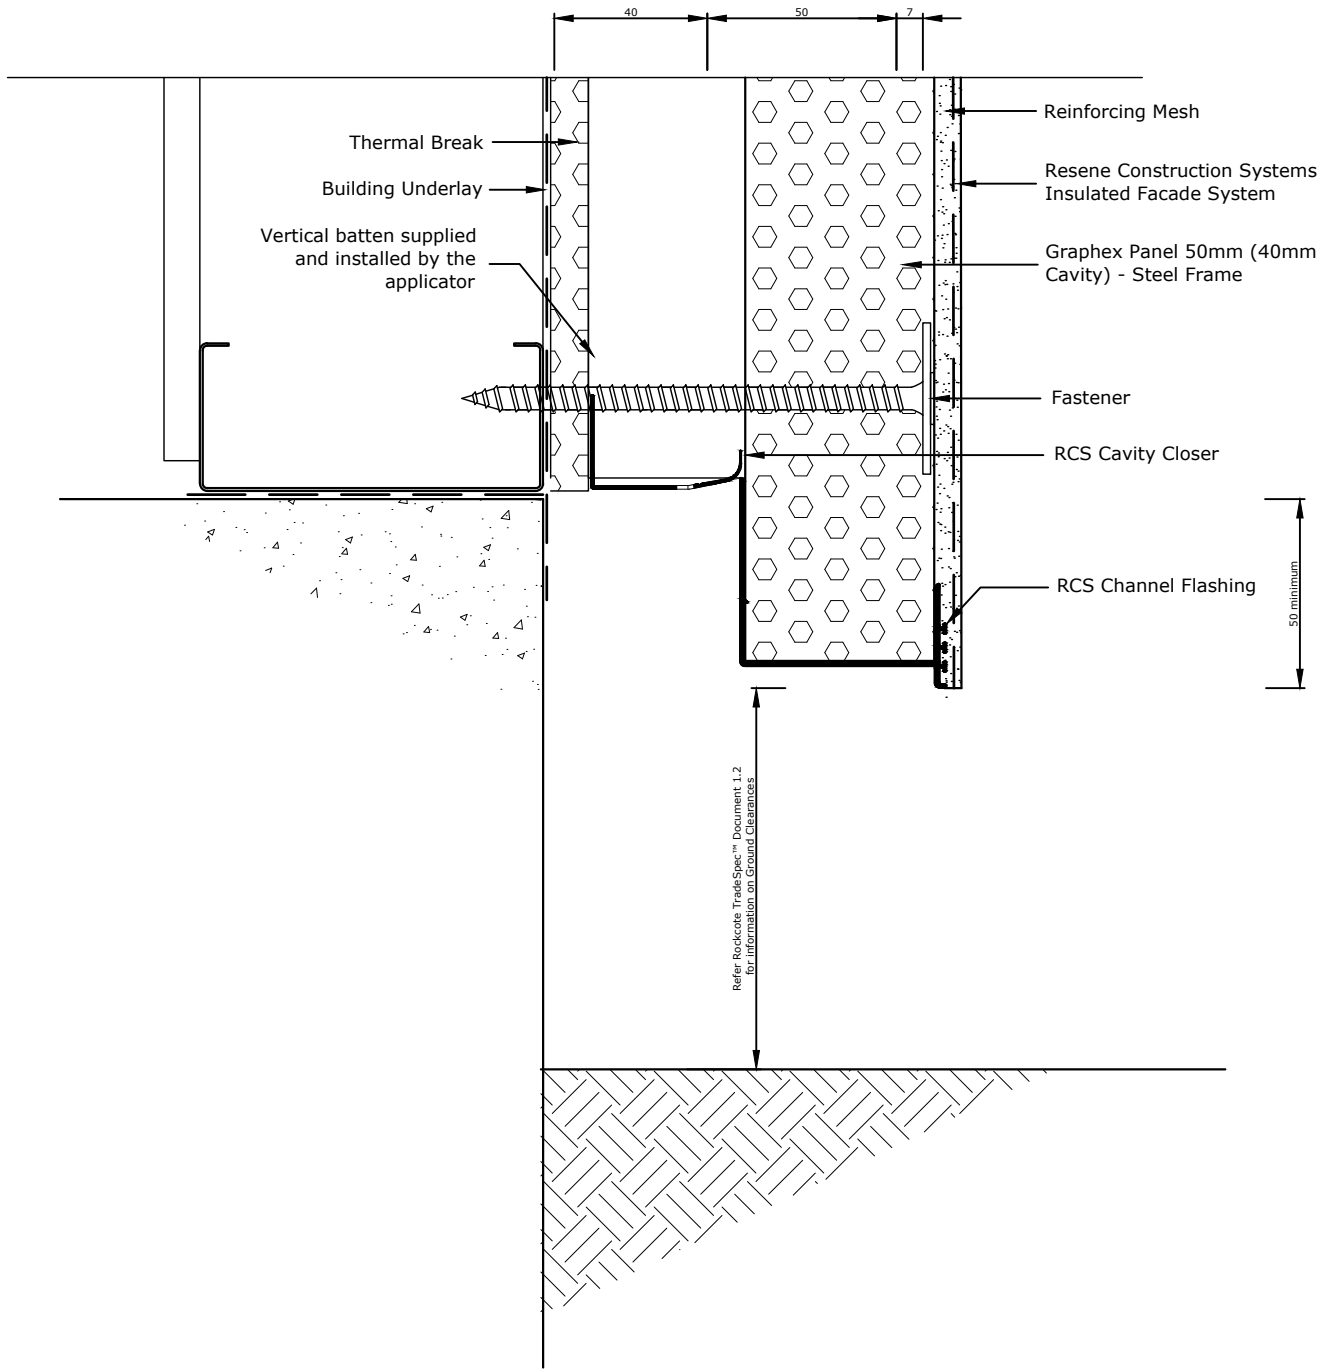 40
50
7
Reinforcing Mesh
Thermal Break
Resene Construction Systems
Insulated Facade System
Building Underlay
Vertical batten supplied
and installed by the
applicator
Graphex Panel 50mm (40mm
Cavity) - Steel Frame
Fastener
RCS Cavity Closer
RCS Channel Flashing
50 minimum
Refer Rockcote TradeSpec™ Document 1.2
for information on Ground Clearances